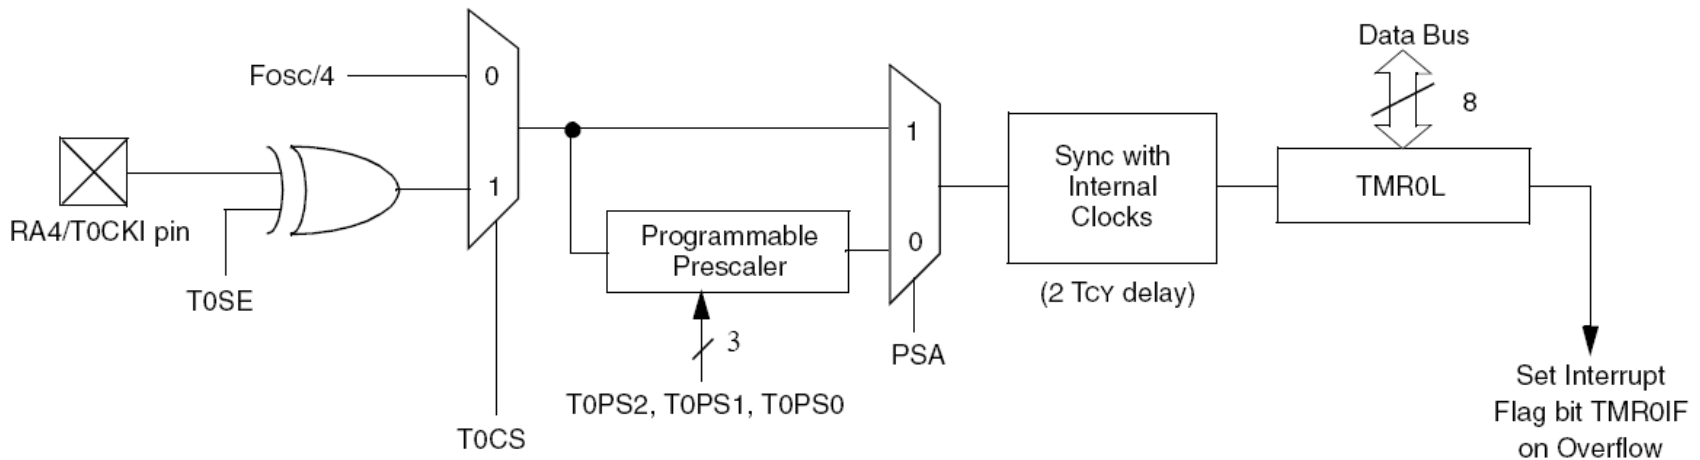 Data Bus
8
Fosc/4
0
1
RA4/T0CKI pin
T0SE
T0CS
Programmable
Prescaler
3
T0PS2, T0PS1, T0PS0
1
0
PSA
Sync with
Internal
Clocks
(2 TCY delay)
TMR0L
Set Interrupt
Flag bit TMR0IF
on Overflow